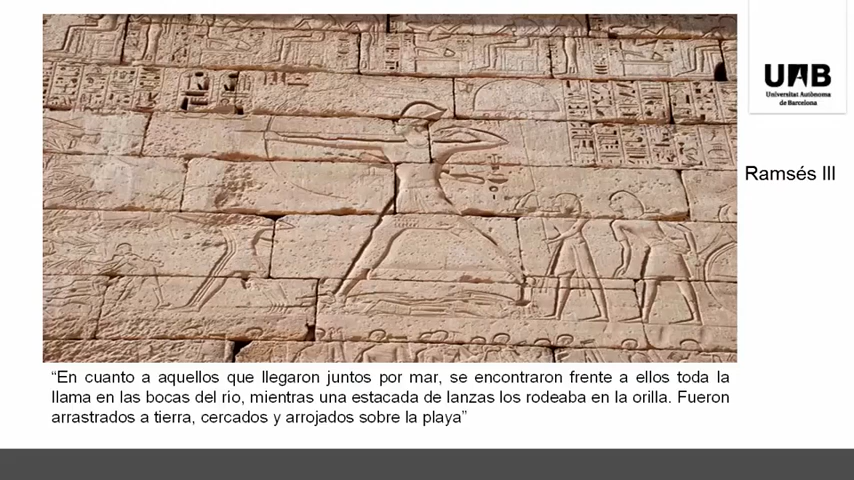 UAB
Universitat Autònoma
de Barcelona
Ramsés III
“En cuanto a aquellos que llegaron juntos por mar, se encontraron frente a ellos toda la
llama en las bocas del rio, mientras una estacada de lanzas los rodeaba en la orilla. Fueron
arrastrados a tierra, cercados y arrojados sobre la playa”